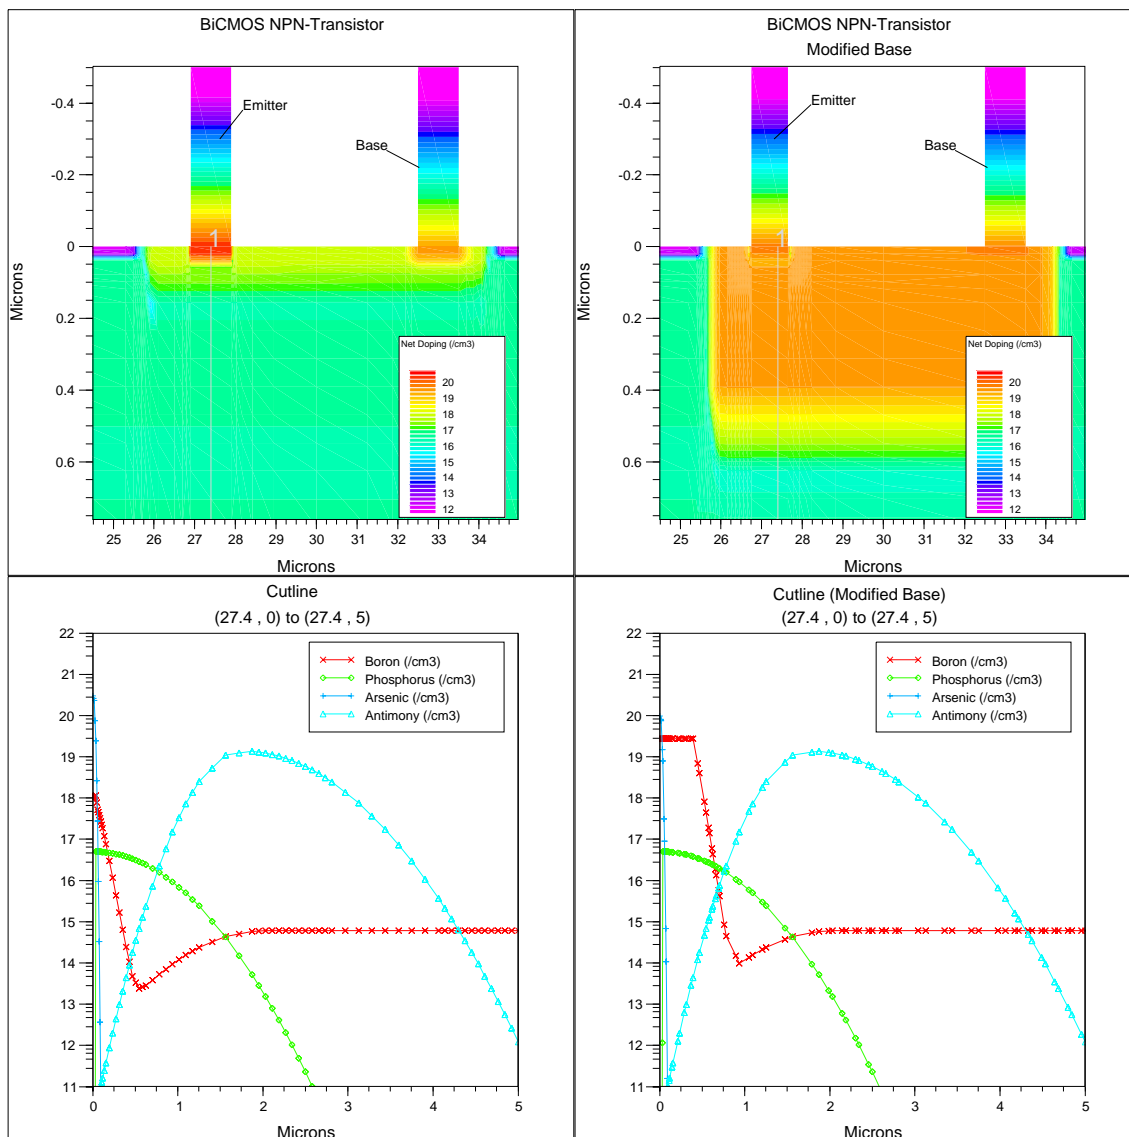 BiCMOS NPN-Transistor
-0.4
-0.2
0
0.2
0.4
0.6
Microns
Emitter
Base
1
Net Doping (/cm3)
20
19
18
17
16
15
14
13
12
25 26 27 28 29 30 31 32 33 34
Microns
BiCMOS NPN-Transistor
Modified Base
-0.4
-0.2
0
0.2
0.4
0.6
Microns
Emitter
Base
1
Net Doping (/cm3)
20
19
18
17
16
15
14
13
12
25 26 27 28 29 30 31 32 33 34
Microns
Cutline
(27.4 , 0) to (27.4 , 5)
22
21
20
19
18
17
16
15
14
13
12
11
Boron (/cm3)
Phosphorus (/cm3)
Arsenic (/cm3)
Antimony (/cm3)
0 1 2 3 4 5
Microns
Cutline (Modified Base)
(27.4 , 0) to (27.4 , 5)
22
21
20
19
18
17
16
15
14
13
12
11
Boron (/cm3)
Phosphorus (/cm3)
Arsenic (/cm3)
Antimony (/cm3)
0 1 2 3 4 5
Microns